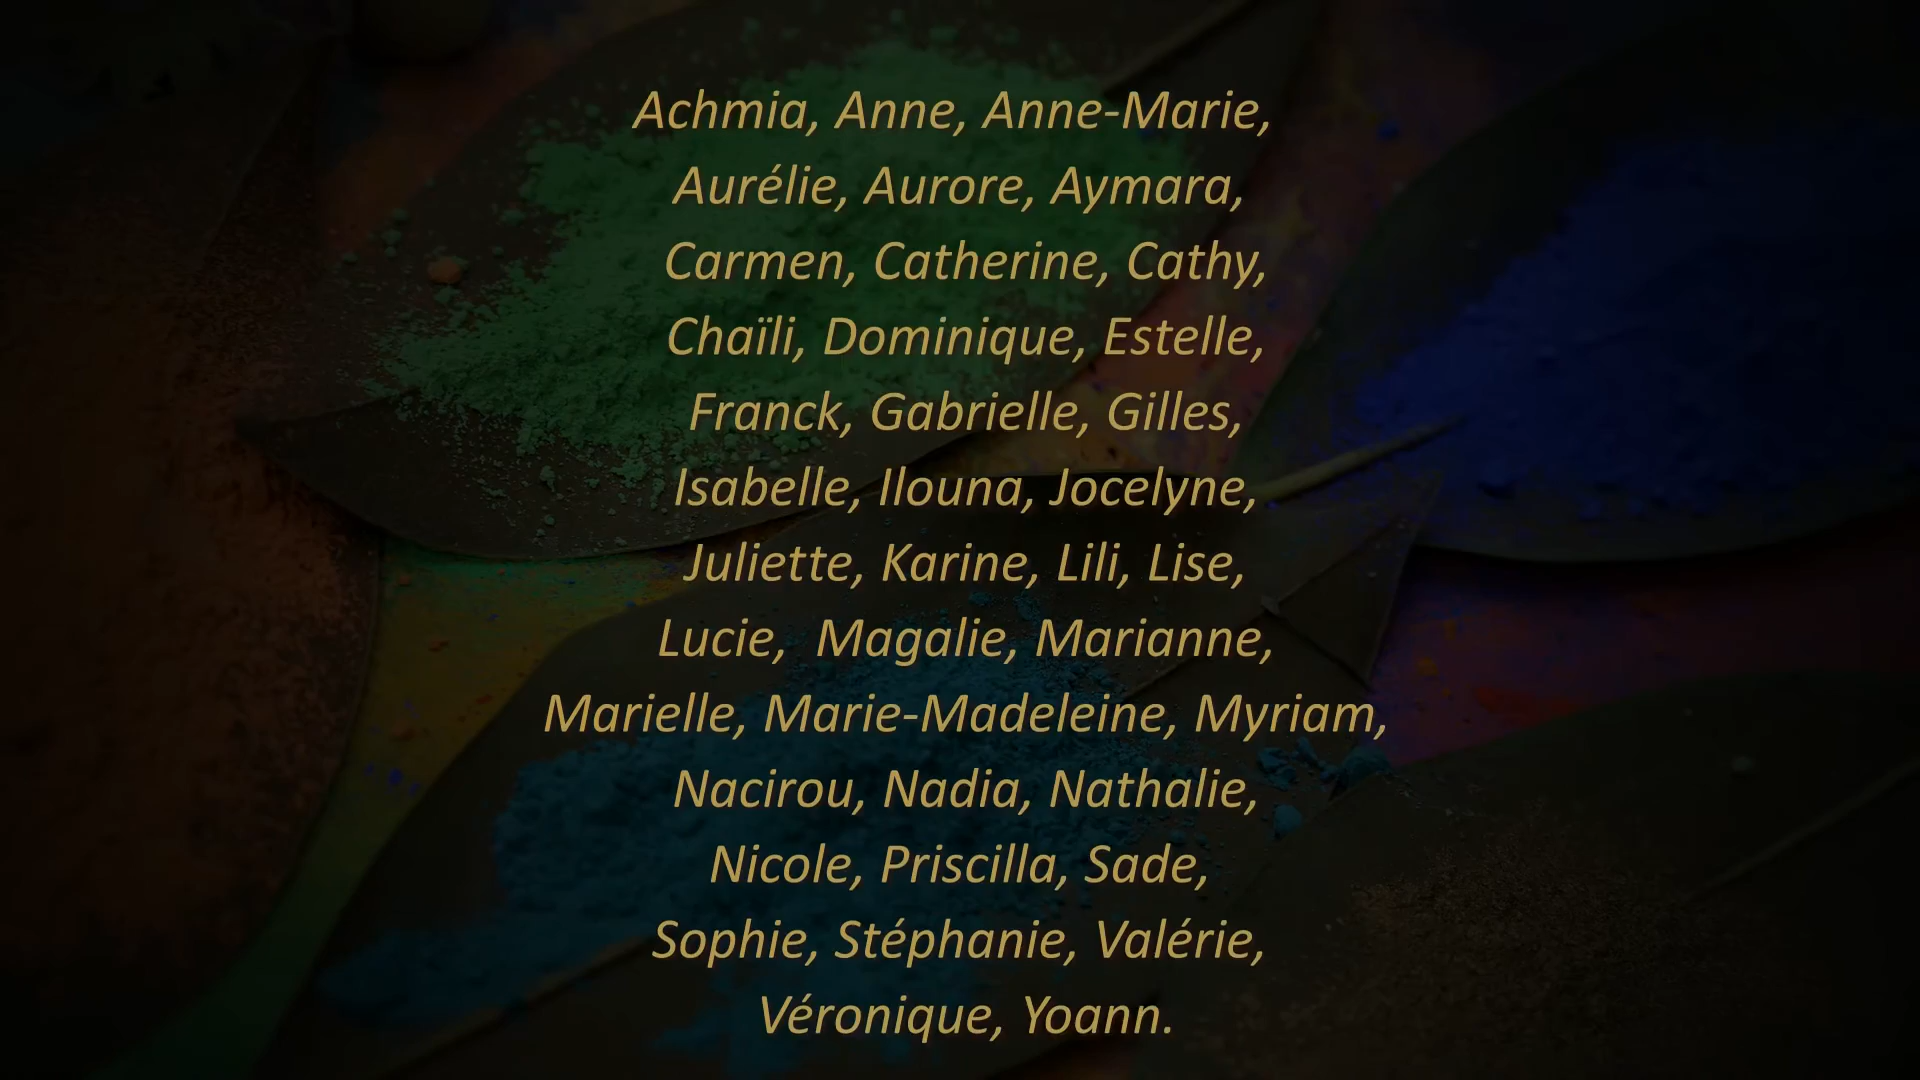 Achmia, Anne, Anne-Marie,
Aurélie, Aurore, Aymara,
Carmen, Catherine, Cathy,
Chaïli, Dominique, Estelle,
Franck, Gabrielle, Gilles,
Isabelle, Ilouna, Jocelyne,
Juliette, Karine, Lili, Lise,
Lucie,  Magalie, Marianne,
Marielle, Marie-Madeleine, Myriam,
Nacirou, Nadia, Nathalie,
Nicole, Priscilla, Sade,
Sophie, Stéphanie, Valérie,
Véronique, Yoann.